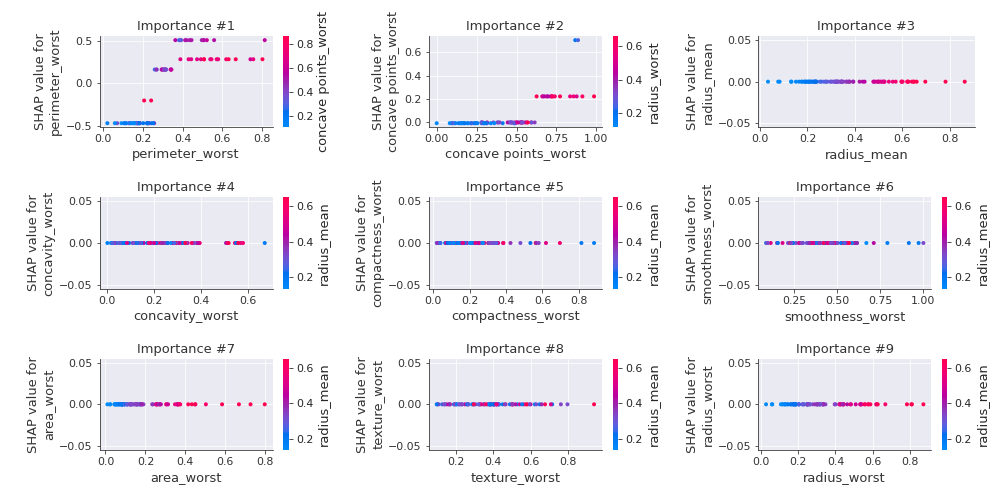 Importance #1
SHAP value for
perimeter_worst
0.5
0.0
−0.5
0.00
0.25
0.50
0.75
perimeter_worst
0.8
0.6
0.4
0.2
concave points_worst
Importance #2
SHAP value for
concave points_worst
0.6
0.4
0.2
0.0
0.00
0.25
0.50
0.75
1.00
concave points_worst
0.6
0.4
0.2
radius_worst
Importance #3
SHAP value for
radius_mean
0.05
0.00
−0.05
0.0
0.2
0.4
0.6
0.8
radius_mean
Importance #4
SHAP value for
concavity_worst
0.05
0.00
−0.05
0.0
0.2
0.4
0.6
concavity_worst
0.6
0.4
0.2
radius_mean
Importance #5
SHAP value for
compactness_worst
0.05
0.00
−0.05
0.0
0.2
0.4
0.6
0.8
compactness_worst
0.6
0.4
0.2
radius_mean
Importance #6
SHAP value for
smoothness_worst
0.05
0.00
−0.05
0.25
0.50
0.75
1.00
smoothness_worst
0.6
0.4
0.2
radius_mean
Importance #7
SHAP value for
area_worst
0.05
0.00
−0.05
0.0
0.2
0.4
0.6
0.8
area_worst
0.6
0.4
0.2
radius_mean
Importance #8
SHAP value for
texture_worst
0.05
0.00
−0.05
0.2
0.4
0.6
0.8
texture_worst
0.6
0.4
0.2
radius_mean
Importance #9
SHAP value for
radius_worst
0.05
0.00
−0.05
0.0
0.2
0.4
0.6
0.8
radius_worst
0.6
0.4
0.2
radius_mean